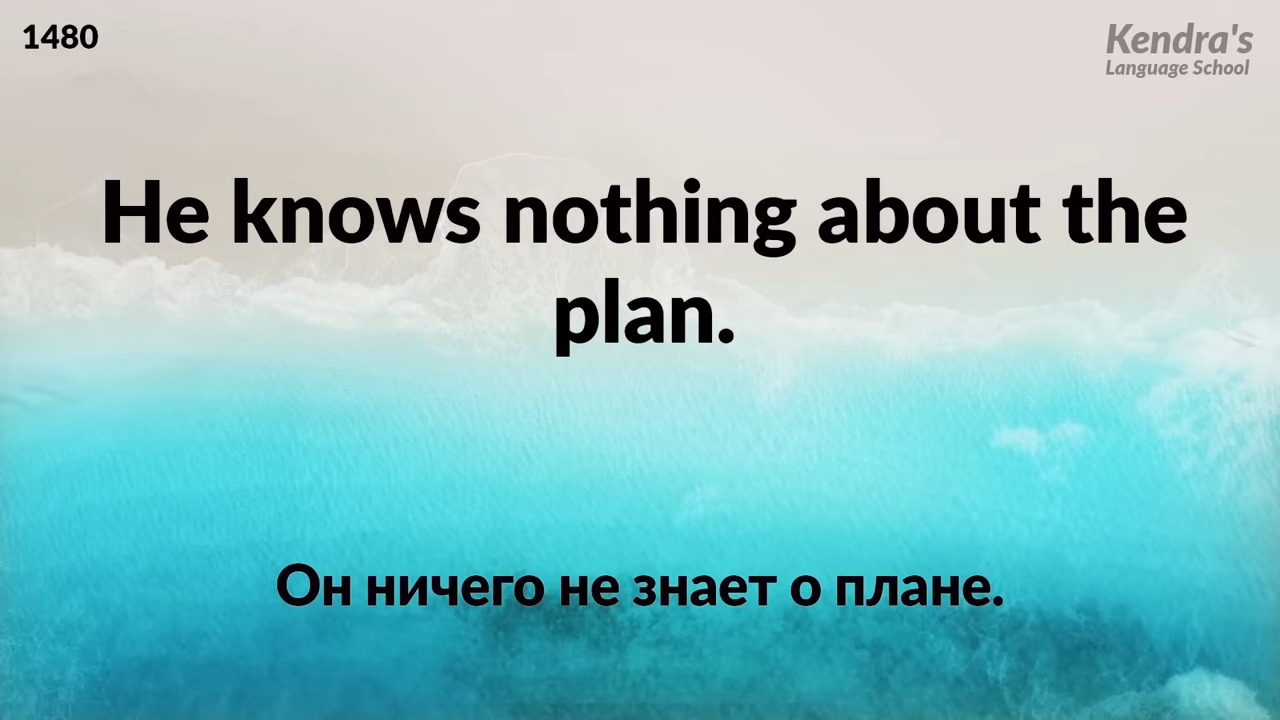 1480
Kendra's
Language School
He knows nothing about the
plan.
Он ничего не знает о плане.